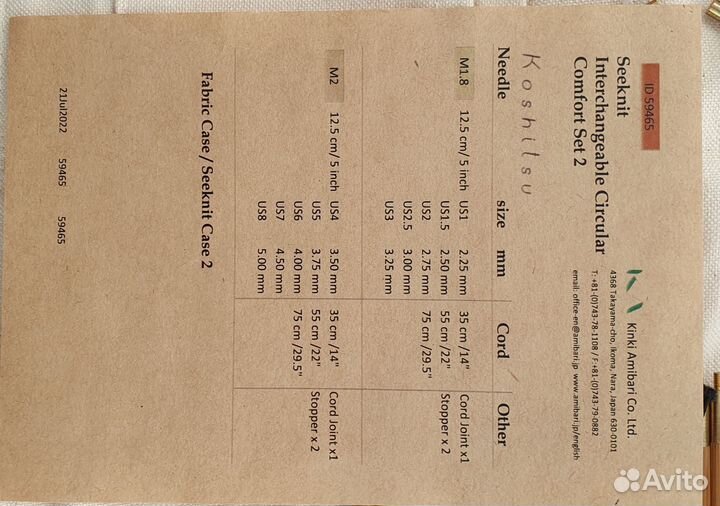 ID 59465
Seeknit
Interchangeable Circular
Comfort Set 2
Kinki Amibari Co. Ltd.
4368 Takayama-cho, Ikoma, Nara, Japan 630-0101
T: +81-(0)743-78-1108 / F:+81-(0)743-79-0882
email: office-en@amibari.jp www.amibari.jp/english
Koshitsu
Needle size mm Cord Other
M1.8 12.5 cm/ 5 inch US1 2.25 mm 35 cm /14" Cord Joint x1
US1.5 2.50 mm 55 cm /22" Stopper x 2
US2 2.75 mm 75 cm /29.5"
US2.5 3.00 mm
US3 3.25 mm
M2 12.5 cm/ 5 inch US4 3.50 mm 35 cm /14" Cord Joint x1
US5 3.75 mm 55 cm /22" Stopper x 2
US6 4.00 mm 75 cm /29.5"
US7 4.50 mm
US8 5.00 mm
Fabric Case / Seeknit Case 2
21Jul2022 59465 59465
Avito